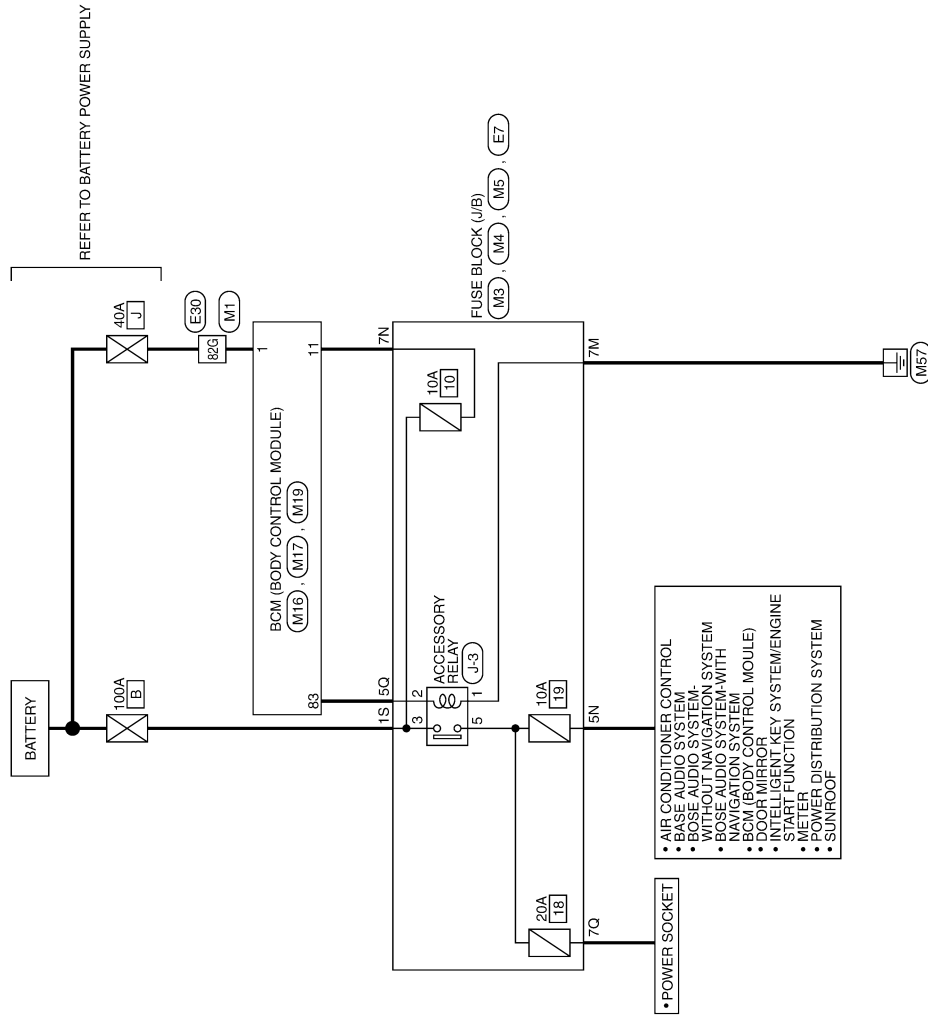 REFER TO BATTERY POWER SUPPLY
BATTERY
100A
B
40A
J
82G
E30
M1
BCM (BODY CONTROL MODULE)
M16 , M17 , M19
1
11
83
1S
5Q
7N
FUSE BLOCK (J/B)
M3 , M4 , M5 , E7
ACCESSORY
RELAY
J-3
3
2
5
1
10A
10
10A
19
20A
18
7Q
5N
7M
M57
• POWER SOCKET
• AIR CONDITIONER CONTROL
• BASE AUDIO SYSTEM
• BOSE AUDIO SYSTEM-
WITHOUT NAVIGATION SYSTEM
• BOSE AUDIO SYSTEM-WITH
NAVIGATION SYSTEM
• BCM (BODY CONTROL MOULE)
• DOOR MIRROR
• INTELLIGENT KEY SYSTEM/ENGINE
START FUNCTION
• METER
• POWER DISTRIBUTION SYSTEM
• SUNROOF